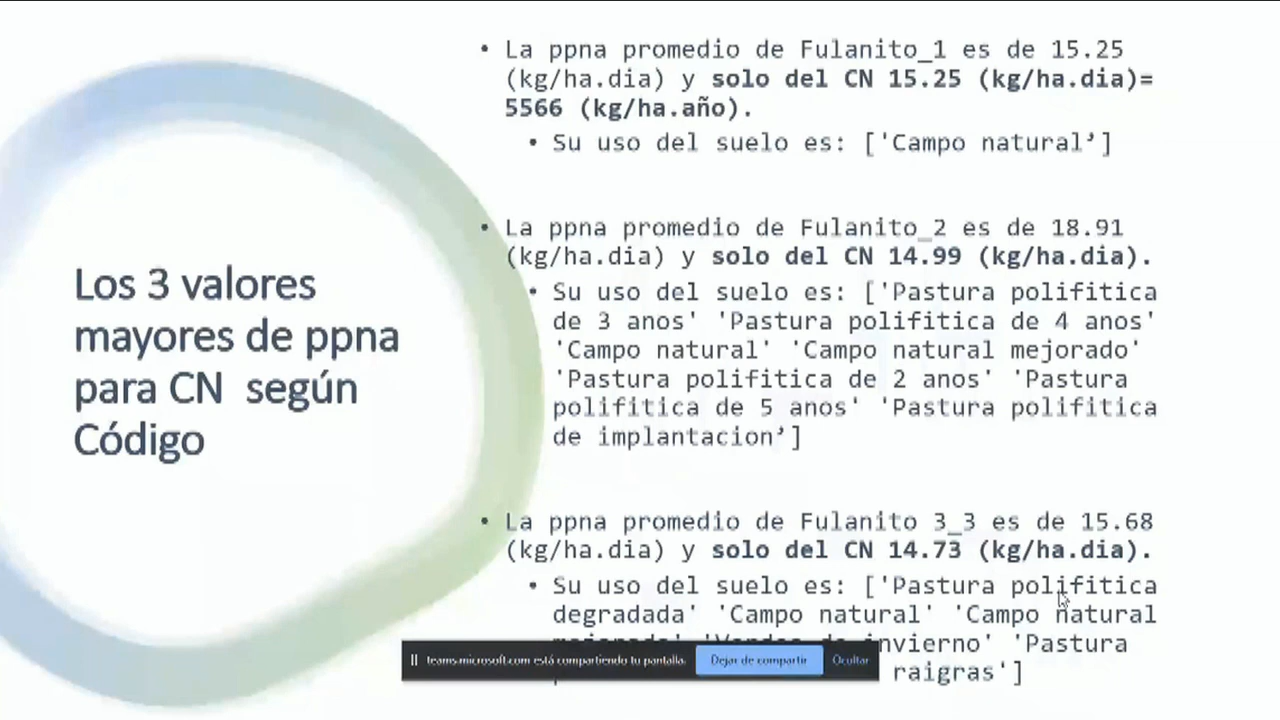 Los 3 valores
mayores de ppna
para CN según
Código
• La ppna promedio de Fulanito_1 es de 15.25
(kg/ha.dia) y solo del CN 15.25 (kg/ha.dia)=
5566 (kg/ha.año).
• Su uso del suelo es: ['Campo natural’]
• La ppna promedio de Fulanito_2 es de 18.91
(kg/ha.dia) y solo del CN 14.99 (kg/ha.dia).
• Su uso del suelo es: ['Pastura polifitica
de 3 anos' 'Pastura polifitica de 4 anos'
'Campo natural' 'Campo natural mejorado'
'Pastura polifitica de 2 anos' 'Pastura
polifitica de 5 anos' 'Pastura polifitica
de implantacion’]
• La ppna promedio de Fulanito 3_3 es de 15.68
(kg/ha.dia) y solo del CN 14.73 (kg/ha.dia).
• Su uso del suelo es: ['Pastura polifitica
degradada' 'Campo natural' 'Campo natural
invierno' 'Pastura
raigras']
teams.microsoft.com está compartiendo tu pantalla.
Dejar de compartir
Ocultar